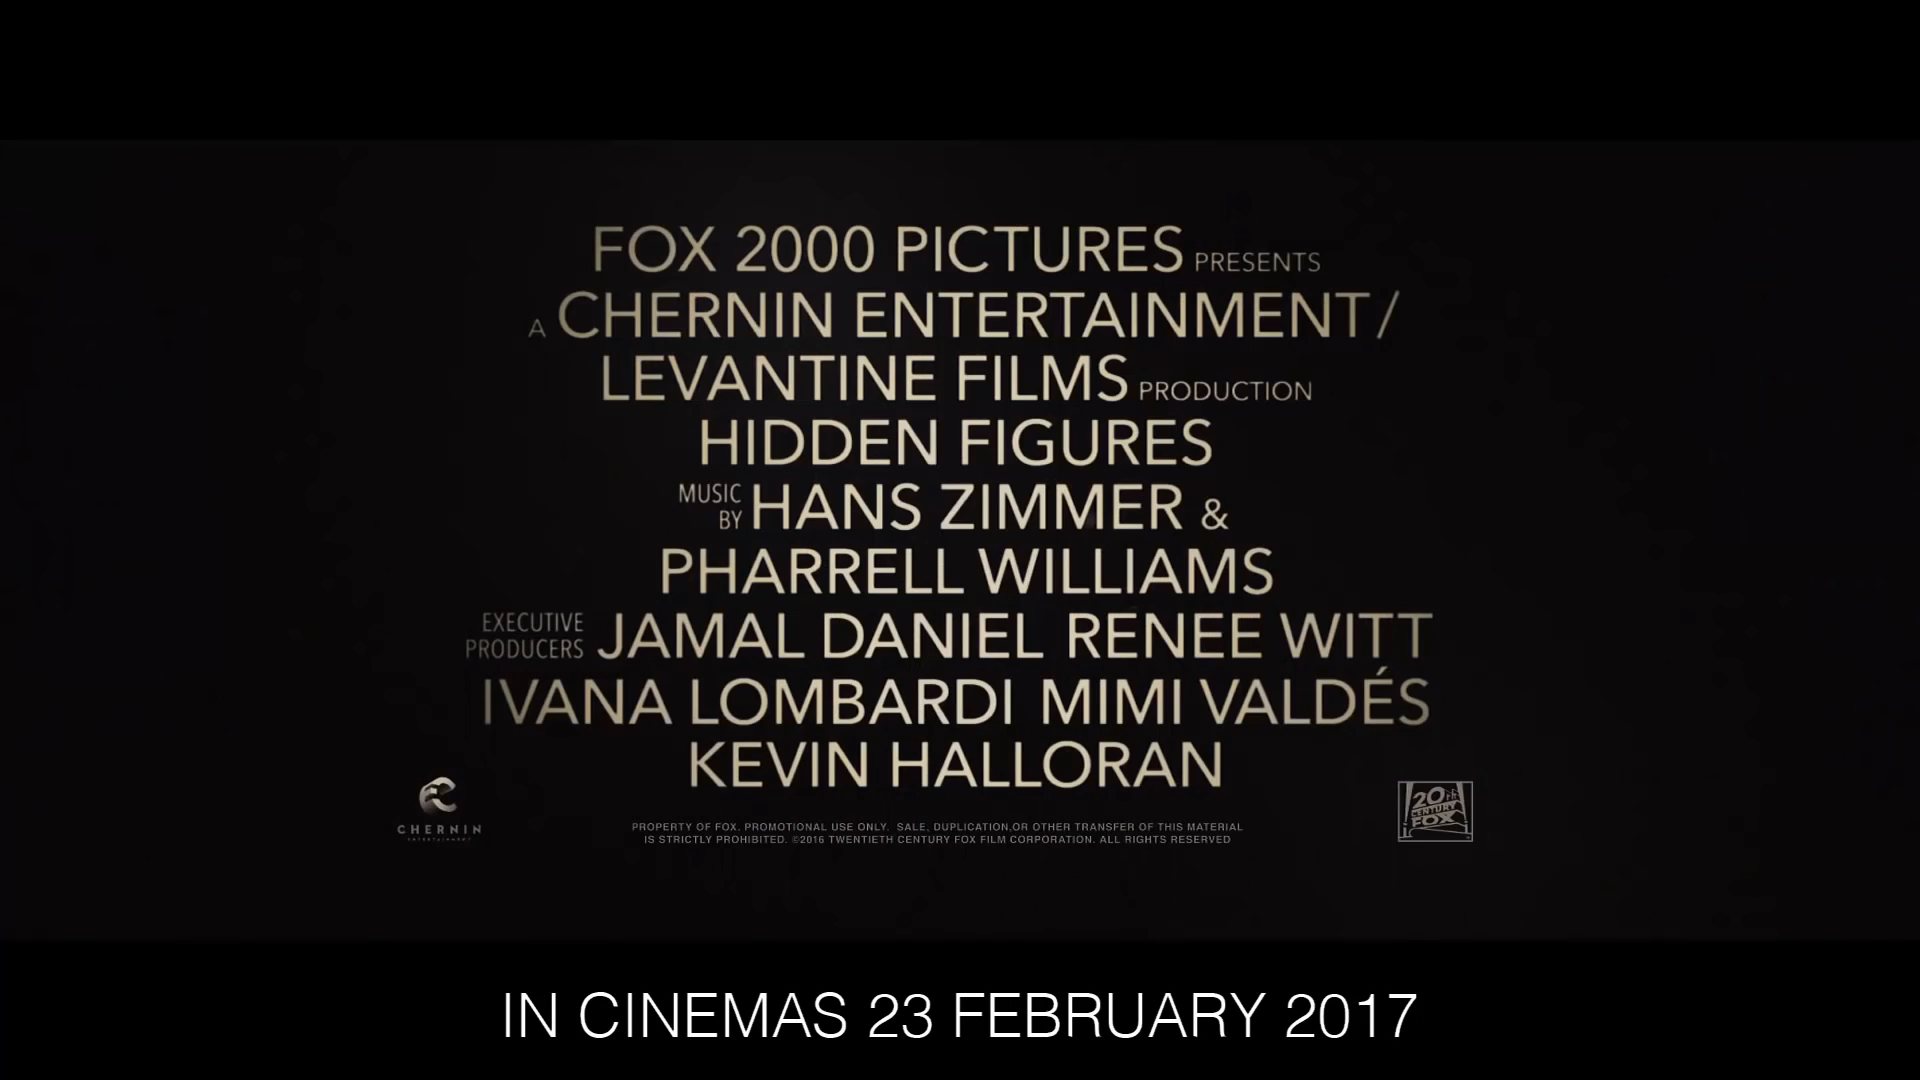 FOX 2000 PICTURES PRESENTS
A CHERNIN ENTERTAINMENT /
LEVANTINE FILMS PRODUCTION
HIDDEN FIGURES
MUSIC BY HANS ZIMMER &
PHARRELL WILLIAMS
EXECUTIVE PRODUCERS JAMAL DANIEL RENEE WITT
IVANA LOMBARDI MIMI VALDÉS
KEVIN HALLORAN
CHERNIN
ENTERTAINMENT
PROPERTY OF FOX. PROMOTIONAL USE ONLY. SALE, DUPLICATION,OR OTHER TRANSFER OF THIS MATERIAL
IS STRICTLY PROHIBITED. ©2016 TWENTIETH CENTURY FOX FILM CORPORATION. ALL RIGHTS RESERVED
20th
CENTURY
FOX
IN CINEMAS 23 FEBRUARY 2017